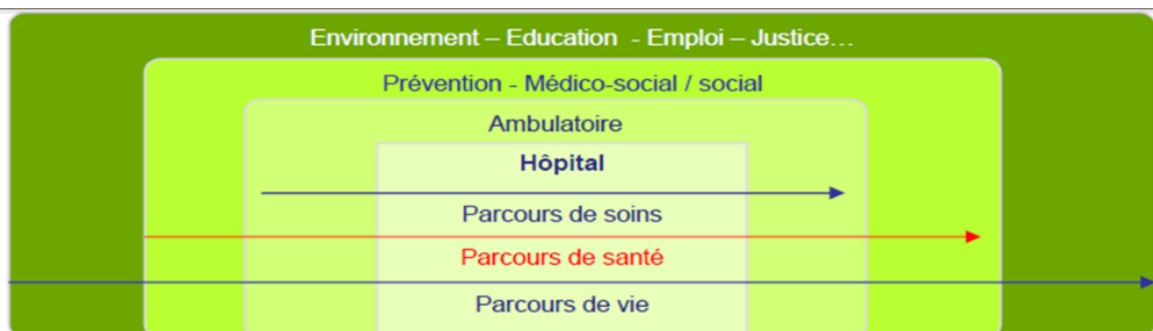 Environnement – Education  - Emploi – Justice…
Prévention - Médico-social / social
Ambulatoire
Hôpital
Parcours de soins
Parcours de santé
Parcours de vie